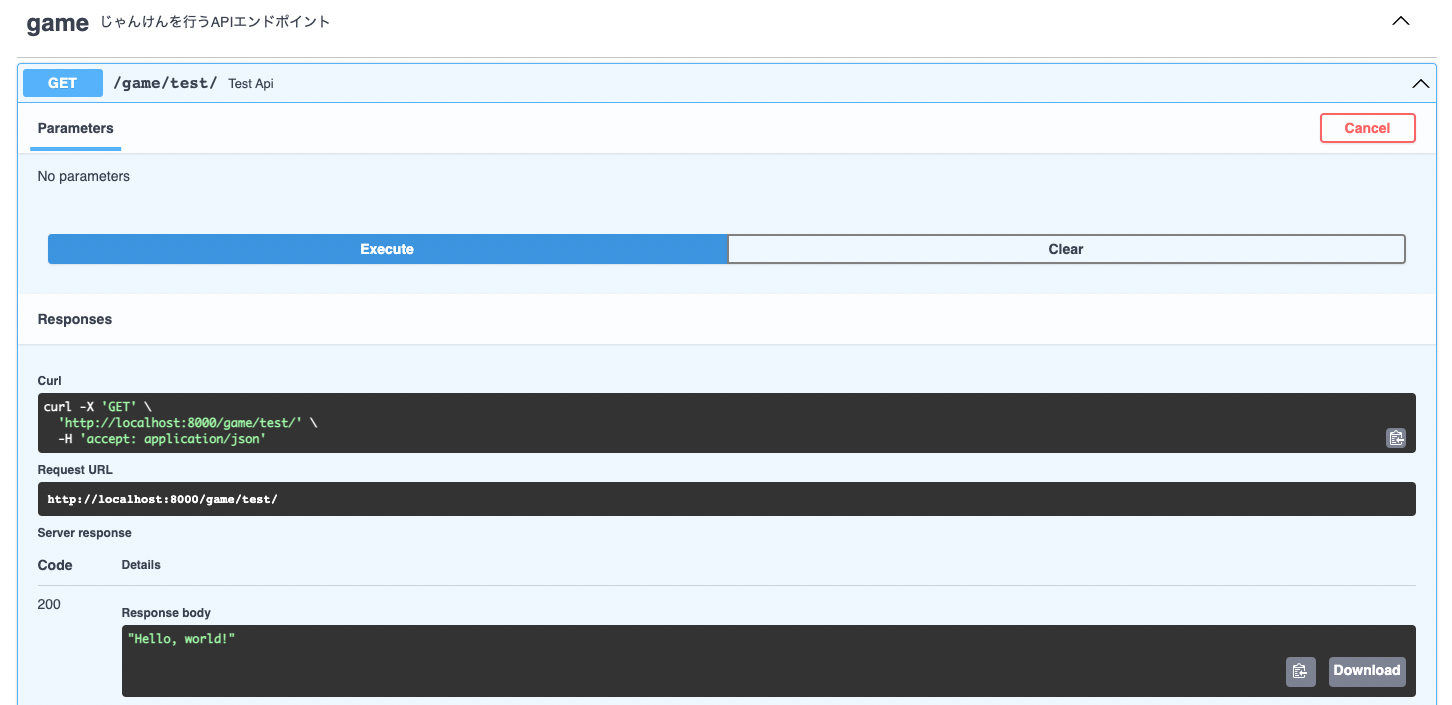 game じゃんけんを行うAPIエンドポイント
GET /game/test/ Test Api
Parameters Cancel
No parameters
Execute Clear
Responses
Curl
curl -X 'GET' \
'http://localhost:8000/game/test/' \
-H 'accept: application/json'
Request URL
http://localhost:8000/game/test/
Server response
Code Details
200
Response body
"Hello, world!"
Download